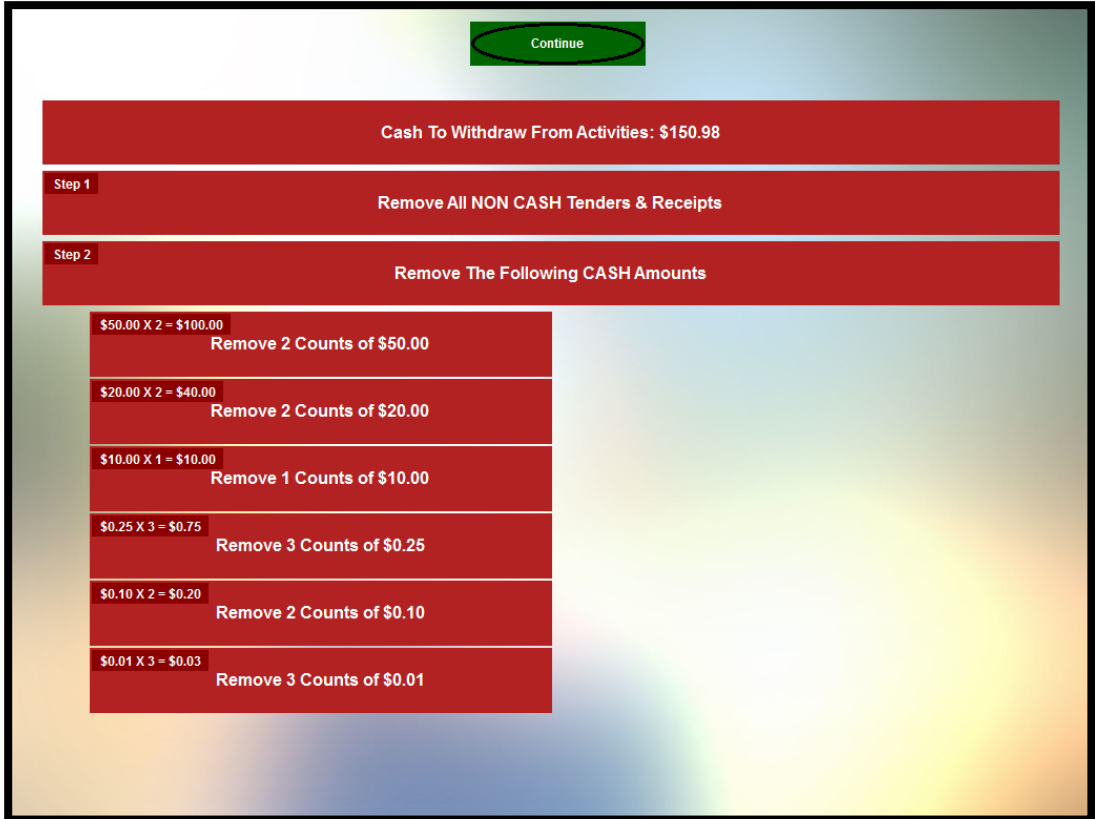 Continue
Cash To Withdraw From Activities: $150.98
Step 1
Remove All NON CASH Tenders & Receipts
Step 2
Remove The Following CASH Amounts
$50.00 X 2 = $100.00
Remove 2 Counts of $50.00
$20.00 X 2 = $40.00
Remove 2 Counts of $20.00
$10.00 X 1 = $10.00
Remove 1 Counts of $10.00
$0.25 X 3 = $0.75
Remove 3 Counts of $0.25
$0.10 X 2 = $0.20
Remove 2 Counts of $0.10
$0.01 X 3 = $0.03
Remove 3 Counts of $0.01